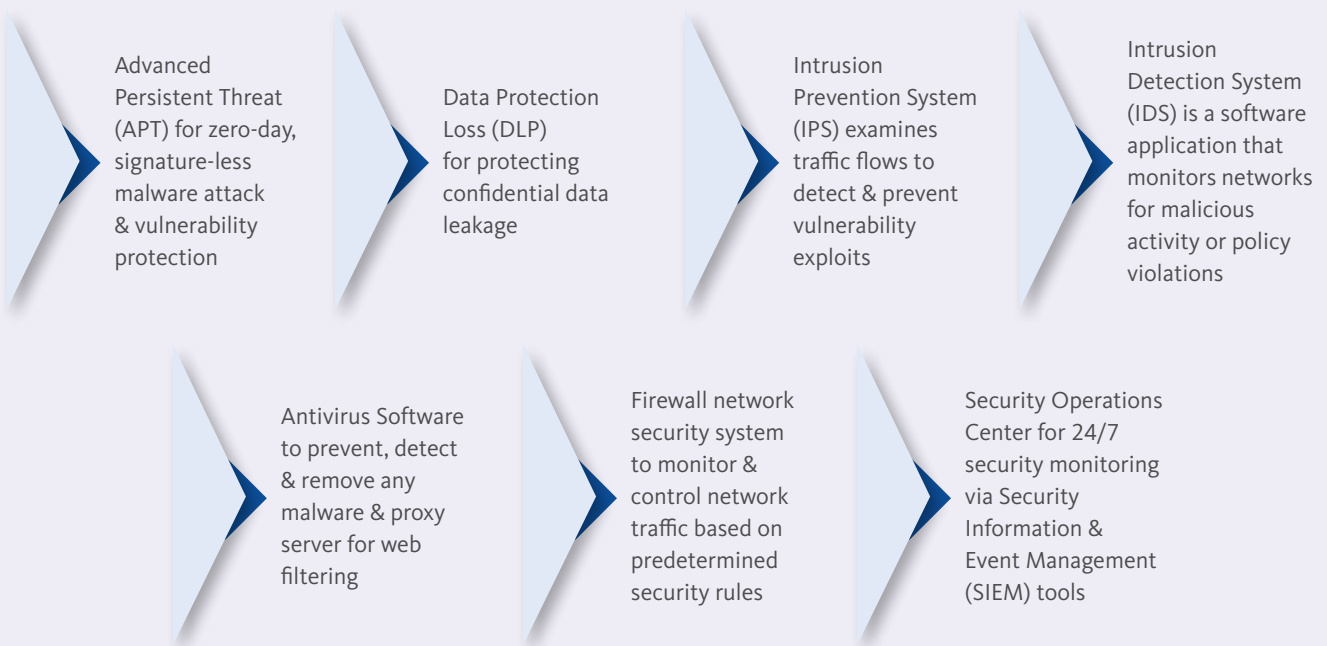 Advanced
Persistent Threat
(APT) for zero-day,
signature-less
malware attack
& vulnerability
protection
Data Protection
Loss (DLP)
for protecting
confidential data
leakage
Intrusion
Prevention System
(IPS) examines
traffic flows to
detect & prevent
vulnerability
exploits
Intrusion
Detection System
(IDS) is a software
application that
monitors networks
for malicious
activity or policy
violations
Antivirus Software
to prevent, detect
& remove any
malware & proxy
server for web
filtering
Firewall network
security system
to monitor &
control network
traffic based on
predetermined
security rules
Security Operations
Center for 24/7
security monitoring
via Security
Information &
Event Management
(SIEM) tools